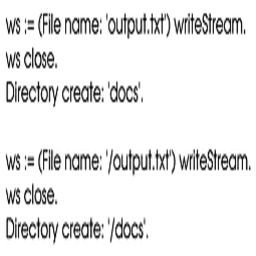 ws := (File name: 'output.txt') writeStream.
ws close.
Directory create: 'docs'.
ws := (File name: '/output.txt') writeStream.
ws close.
Directory create: '/docs'.